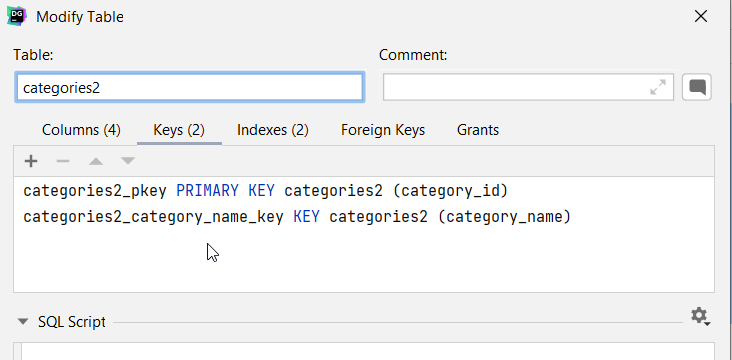 DG
Modify Table
Table:
Comment:
categories2
Columns (4)
Keys (2)
Indexes (2)
Foreign Keys
Grants
categories2_pkey PRIMARY KEY categories2 (category_id)
categories2_category_name_key KEY categories2 (category_name)
SQL Script